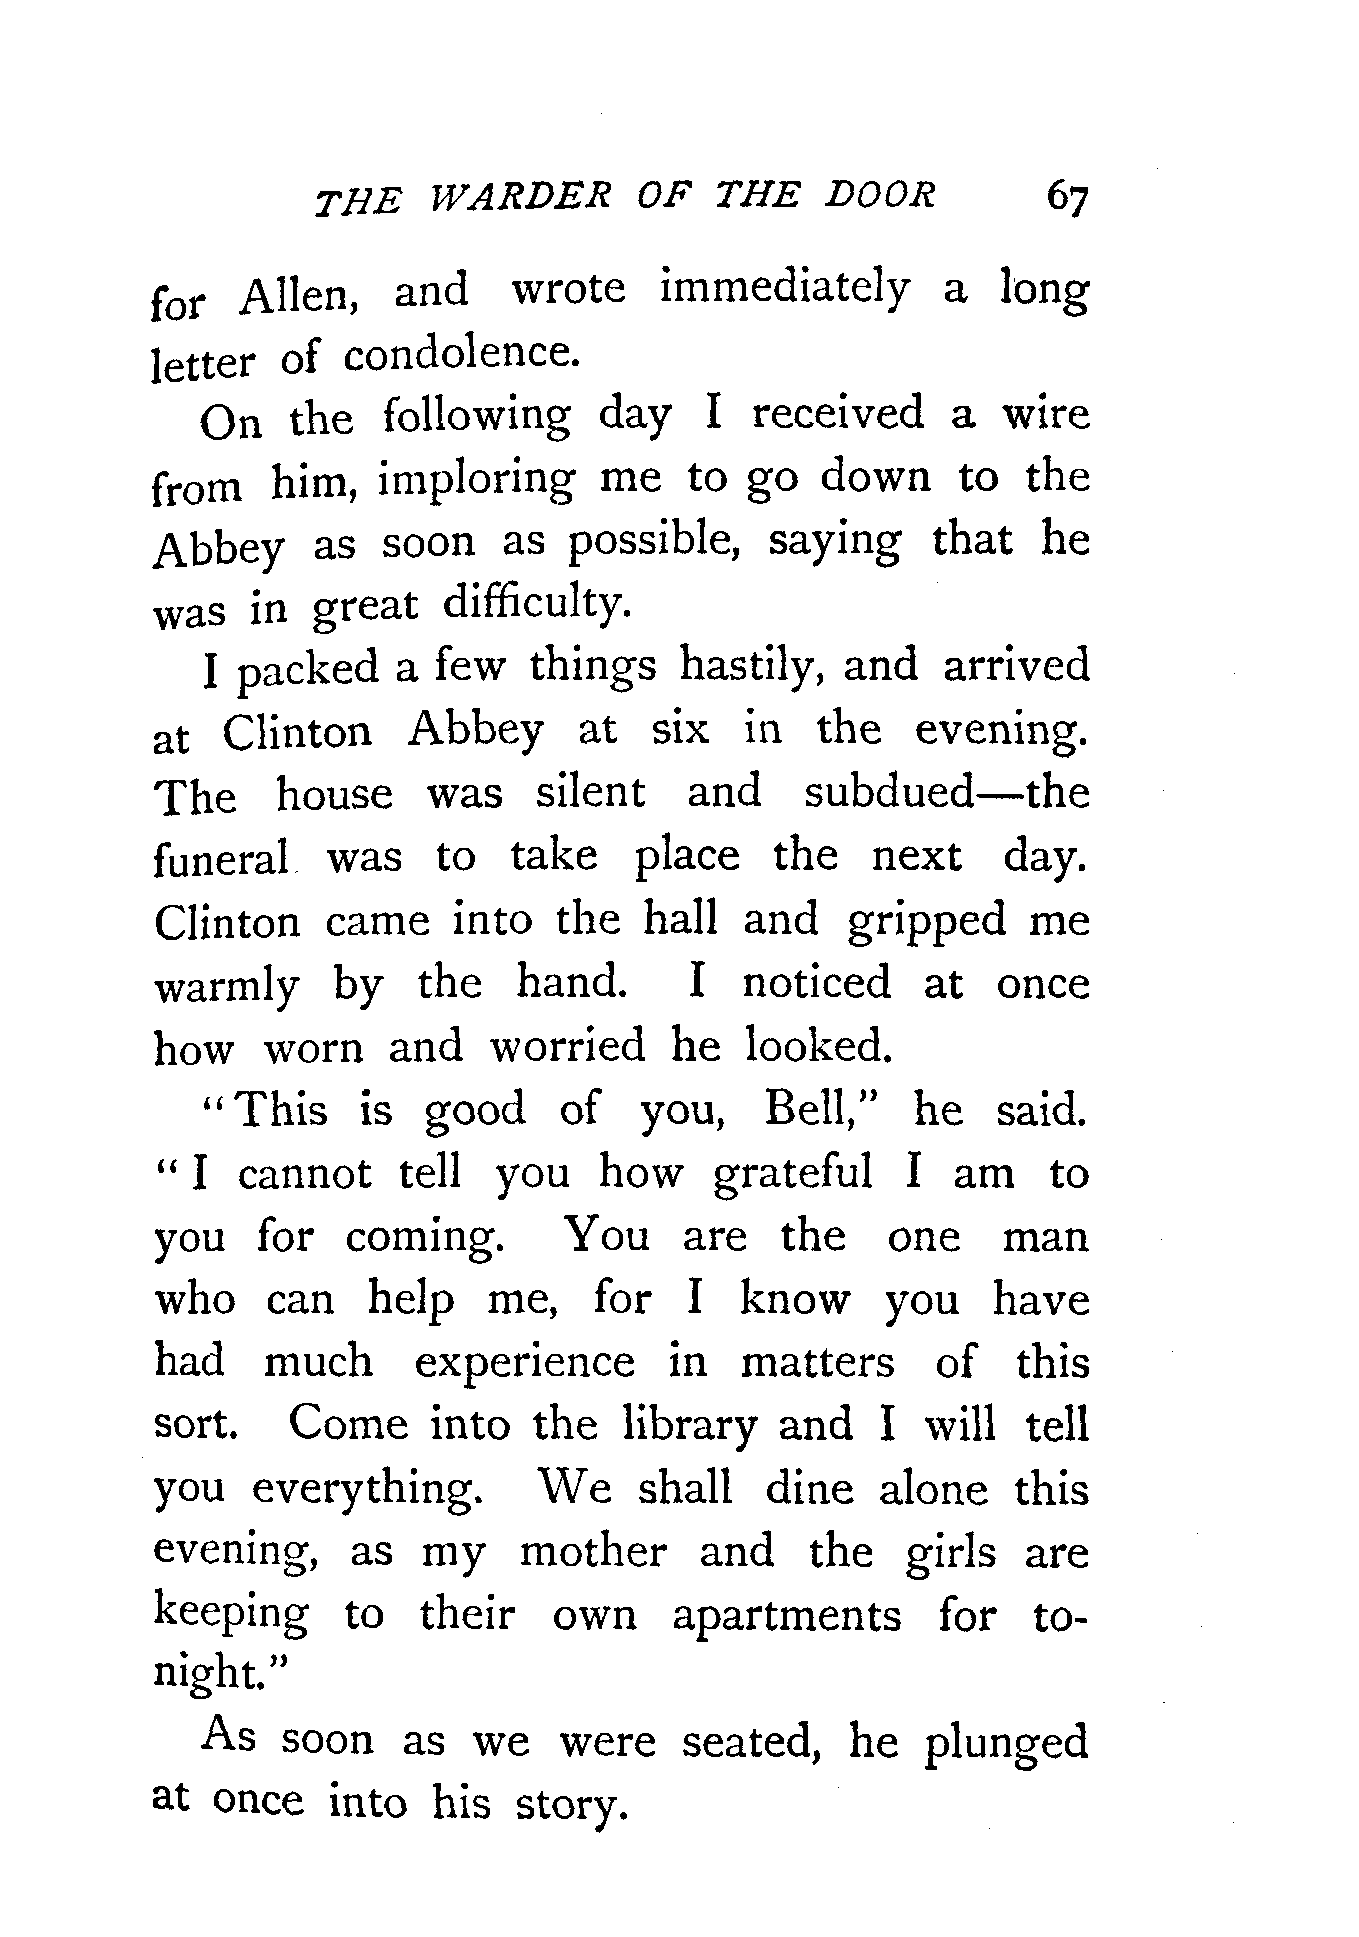 THE WARDER OF THE DOOR 67
for Allen, and wrote immediately a long
letter of condolence.
On the following day I received a wire
from him, imploring me to go down to the
Abbey as soon as possible, saying that he
was in great difficulty.
I packed a few things hastily, and arrived
at Clinton Abbey at six in the evening.
The house was silent and subdued—the
funeral was to take place the next day.
Clinton came into the hall and gripped me
warmly by the hand. I noticed at once
how worn and worried he looked.
"This is good of you, Bell," he said.
"I cannot tell you how grateful I am to
you for coming. You are the one man
who can help me, for I know you have
had much experience in matters of this
sort. Come into the library and I will tell
you everything. We shall dine alone this
evening, as my mother and the girls are
keeping to their own apartments for to-
night."
As soon as we were seated, he plunged
at once into his story.